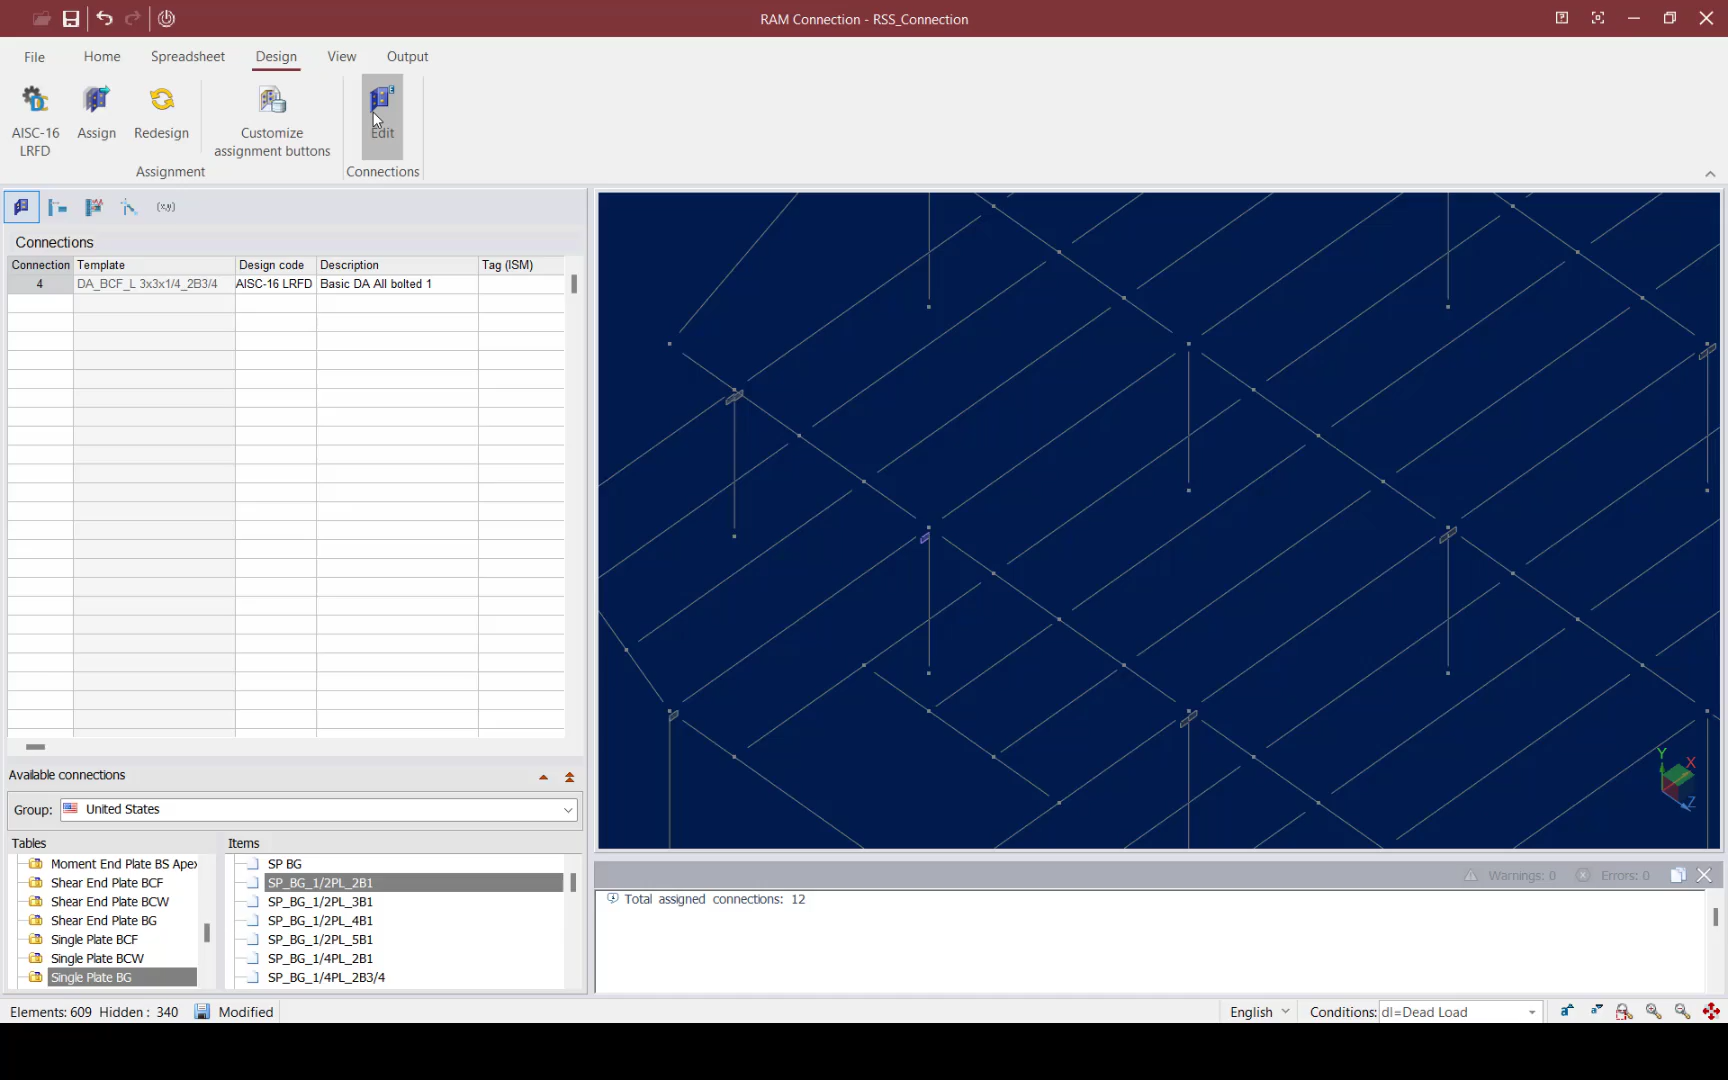 RAM Connection - RSS_Connection
File Home Spreadsheet Design View Output
AISC-16 LRFD
Assign
Redesign
Customize assignment buttons
Edit
Assignment
Connections
(x,y)
Connections
Connection Template Design code Description Tag (ISM)
4 DA_BCF_L 3x3x1/4_2B3/4 AISC-16 LRFD Basic DA All bolted 1
Available connections
Group: United States
Tables
Moment End Plate BS Apex
Shear End Plate BCF
Shear End Plate BCW
Shear End Plate BG
Single Plate BCF
Single Plate BCW
Single Plate BG
Items
SP BG
SP_BG_1/2PL_2B1
SP_BG_1/2PL_3B1
SP_BG_1/2PL_4B1
SP_BG_1/2PL_5B1
SP_BG_1/4PL_2B1
SP_BG_1/4PL_2B3/4
Y
X
Z
Warnings: 0 Errors: 0
Total assigned connections: 12
Elements: 609 Hidden : 340 Modified
English Conditions: dl=Dead Load